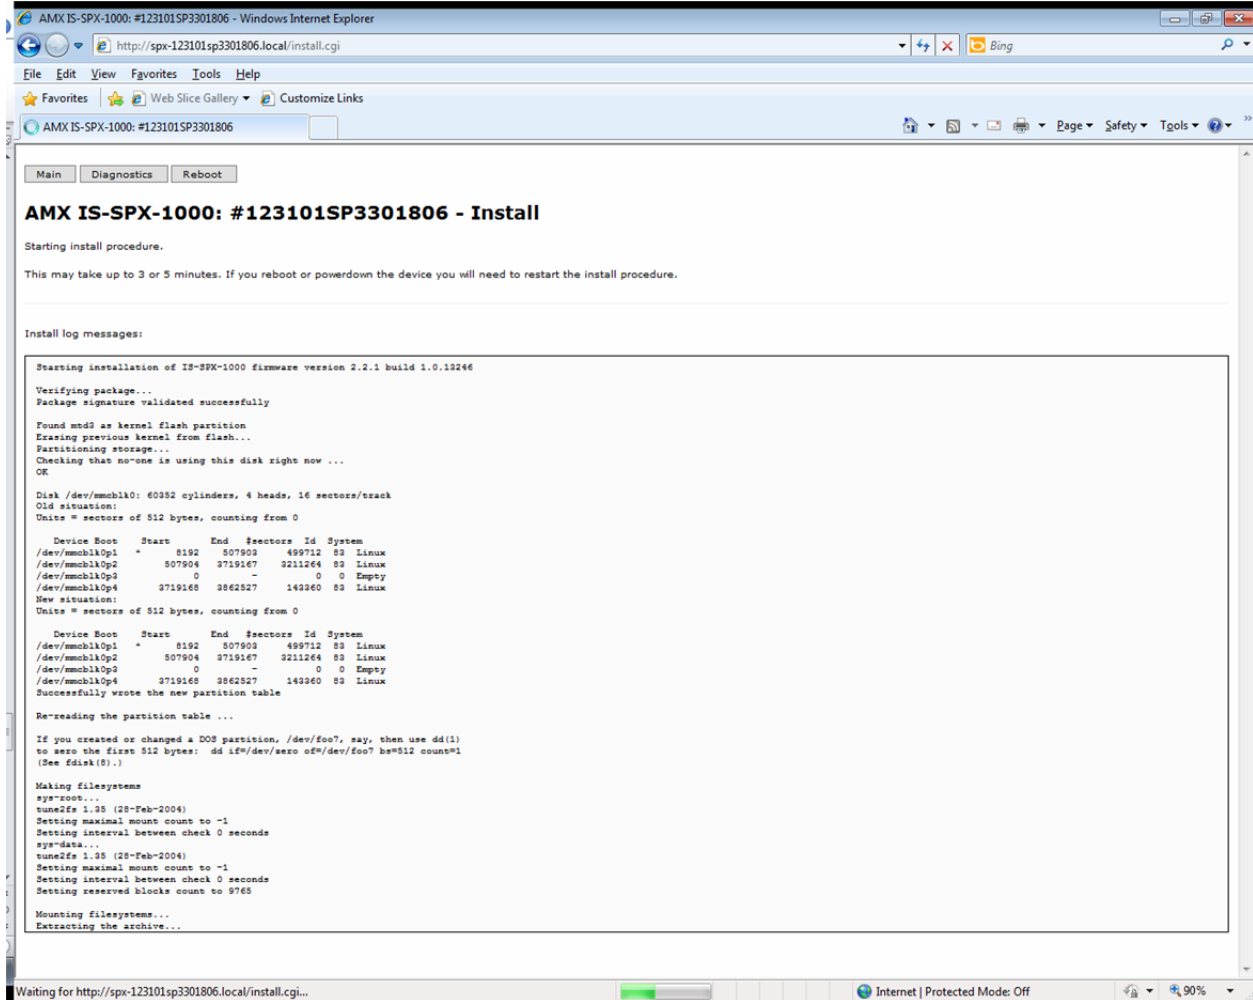 AMX IS-SPX-1000: #123101SP3301806 - Windows Internet Explorer
http://spx-123101sp3301806.local/install.cgi
Bing
File Edit View Favorites Tools Help
Favorites Web Slice Gallery Customize Links
AMX IS-SPX-1000: #123101SP3301806
Page Safety Tools
Main Diagnostics Reboot
AMX IS-SPX-1000: #123101SP3301806 - Install
Starting install procedure.
This may take up to 3 or 5 minutes. If you reboot or powerdown the device you will need to restart the install procedure.
Install log messages:
Starting installation of IS-SPX-1000 firmware version 2.2.1 build 1.0.13246
Verifying package...
Package signature validated successfully
Found mtd3 as kernel flash partition
Erasing previous kernel from flash...
Partitioning storage...
Checking that no-one is using this disk right now ...
OK
Disk /dev/mmcblk0: 60352 cylinders, 4 heads, 16 sectors/track
Old situation:
Units = sectors of 512 bytes, counting from 0
Device Boot Start End #sectors Id System
/dev/mmcblk0p1 * 8192 507903 499712 83 Linux
/dev/mmcblk0p2 507904 3719167 3211264 83 Linux
/dev/mmcblk0p3 0 - 0 0 Empty
/dev/mmcblk0p4 3719168 3862527 143360 83 Linux
New situation:
Units = sectors of 512 bytes, counting from 0
Device Boot Start End #sectors Id System
/dev/mmcblk0p1 * 8192 507903 499712 83 Linux
/dev/mmcblk0p2 507904 3719167 3211264 83 Linux
/dev/mmcblk0p3 0 - 0 0 Empty
/dev/mmcblk0p4 3719168 3862527 143360 83 Linux
Successfully wrote the new partition table
Re-reading the partition table ...
If you created or changed a DOS partition, /dev/foo7, say, then use dd(1)
to zero the first 512 bytes: dd if=/dev/zero of=/dev/foo7 bs=512 count=1
(See fdisk(8).)
Making filesystems
sys-root...
tune2fs 1.35 (28-Feb-2004)
Setting maximal mount count to -1
Setting interval between check 0 seconds
sys-data...
tune2fs 1.35 (28-Feb-2004)
Setting maximal mount count to -1
Setting interval between check 0 seconds
Setting reserved blocks count to 9765
Mounting filesystems...
Extracting the archive...
Waiting for http://spx-123101sp3301806.local/install.cgi... Internet | Protected Mode: Off 90%